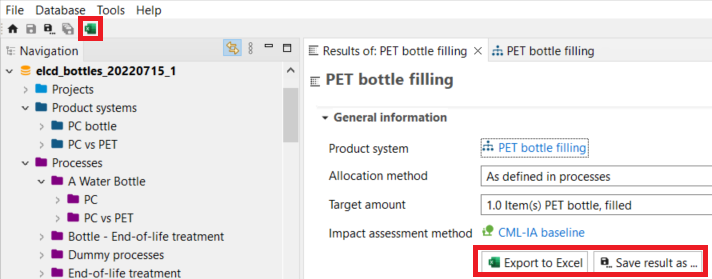 File Database Tools Help
Navigation
elcd_bottles_20220715_1
Projects
Product systems
PC bottle
PC vs PET
Processes
A Water Bottle
PC
PC vs PET
Bottle - End-of-life treatment
Dummy processes
End-of-life treatment
Results of: PET bottle filling
PET bottle filling
PET bottle filling
General information
Product system PET bottle filling
Allocation method As defined in processes
Target amount 1.0 Item(s) PET bottle, filled
Impact assessment method CML-IA baseline
Export to Excel Save result as ...